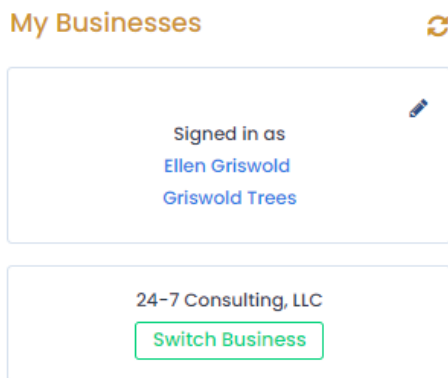 My Businesses
Signed in as
Ellen Griswold
Griswold Trees
24-7 Consulting, LLC
Switch Business